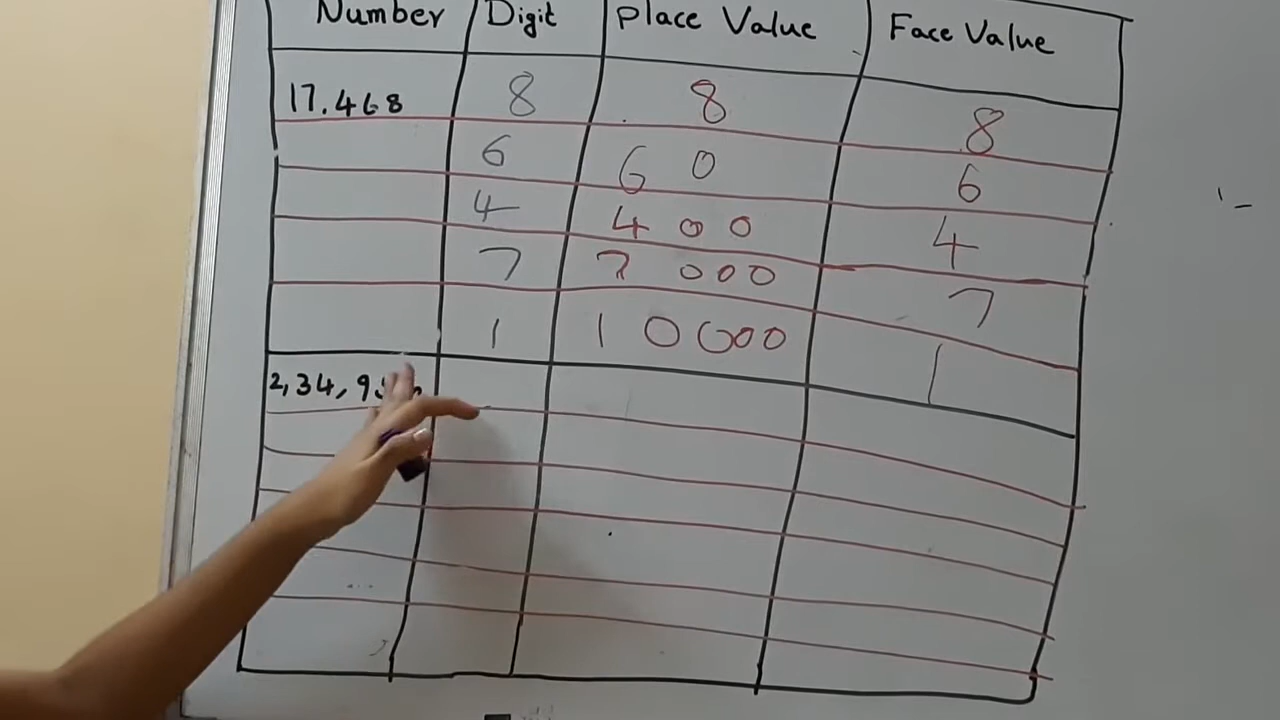 Number Digit Place Value Face Value
17.468 8 8 8
6 60 6
4 400 4
7 7000 7
1 10000 1
2,34,9